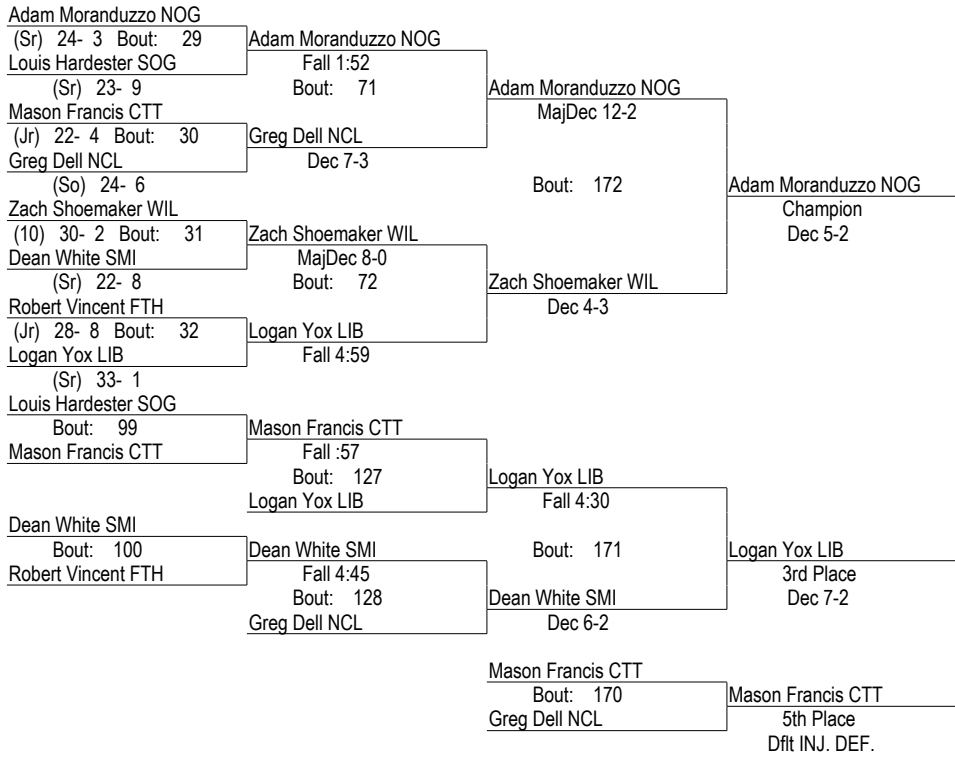 Adam Moranduzzo NOG
(Sr) 24- 3 Bout: 29
Louis Hardester SOG
(Sr) 23- 9
Mason Francis CTT
(Jr) 22- 4 Bout: 30
Greg Dell NCL
(So) 24- 6
Zach Shoemaker WIL
(10) 30- 2 Bout: 31
Dean White SMI
(Sr) 22- 8
Robert Vincent FTH
(Jr) 28- 8 Bout: 32
Logan Yox LIB
(Sr) 33- 1
Louis Hardester SOG
Bout: 99
Mason Francis CTT
Dean White SMI
Bout: 100
Robert Vincent FTH
Adam Moranduzzo NOG
Fall 1:52
Bout: 71
Greg Dell NCL
Dec 7-3
Zach Shoemaker WIL
MajDec 8-0
Bout: 72
Logan Yox LIB
Fall 4:59
Mason Francis CTT
Fall :57
Bout: 127
Logan Yox LIB
Dean White SMI
Fall 4:45
Bout: 128
Greg Dell NCL
Adam Moranduzzo NOG
MajDec 12-2
Bout: 172
Zach Shoemaker WIL
Dec 4-3
Logan Yox LIB
Fall 4:30
Bout: 171
Dean White SMI
Dec 6-2
Mason Francis CTT
Bout: 170
Greg Dell NCL
Adam Moranduzzo NOG
Champion
Dec 5-2
Logan Yox LIB
3rd Place
Dec 7-2
Mason Francis CTT
5th Place
Dflt INJ. DEF.